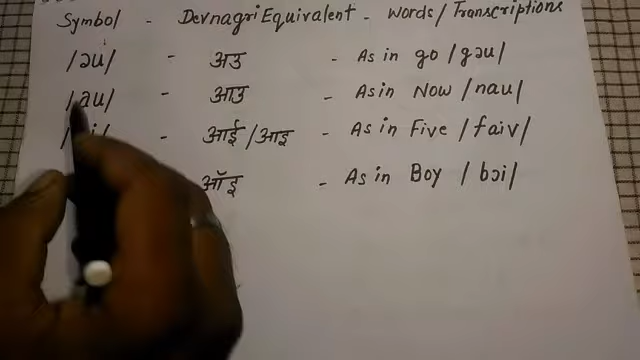 Symbol - Devnagri Equivalent - Words / Transcriptions
/əu/ - अउ - As in go /gəu/
/au/ - आउ - As in Now /nau/
- आई/आइ - As in Five /faiv/
ऑइ - As in Boy /bɔi/